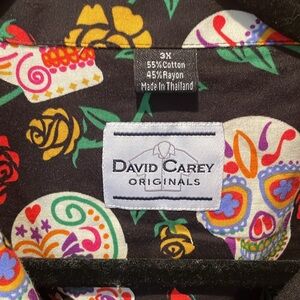 3X
55%Cotton
45%Rayon
Made In Thailand
DAVID CAREY
ORIGINALS